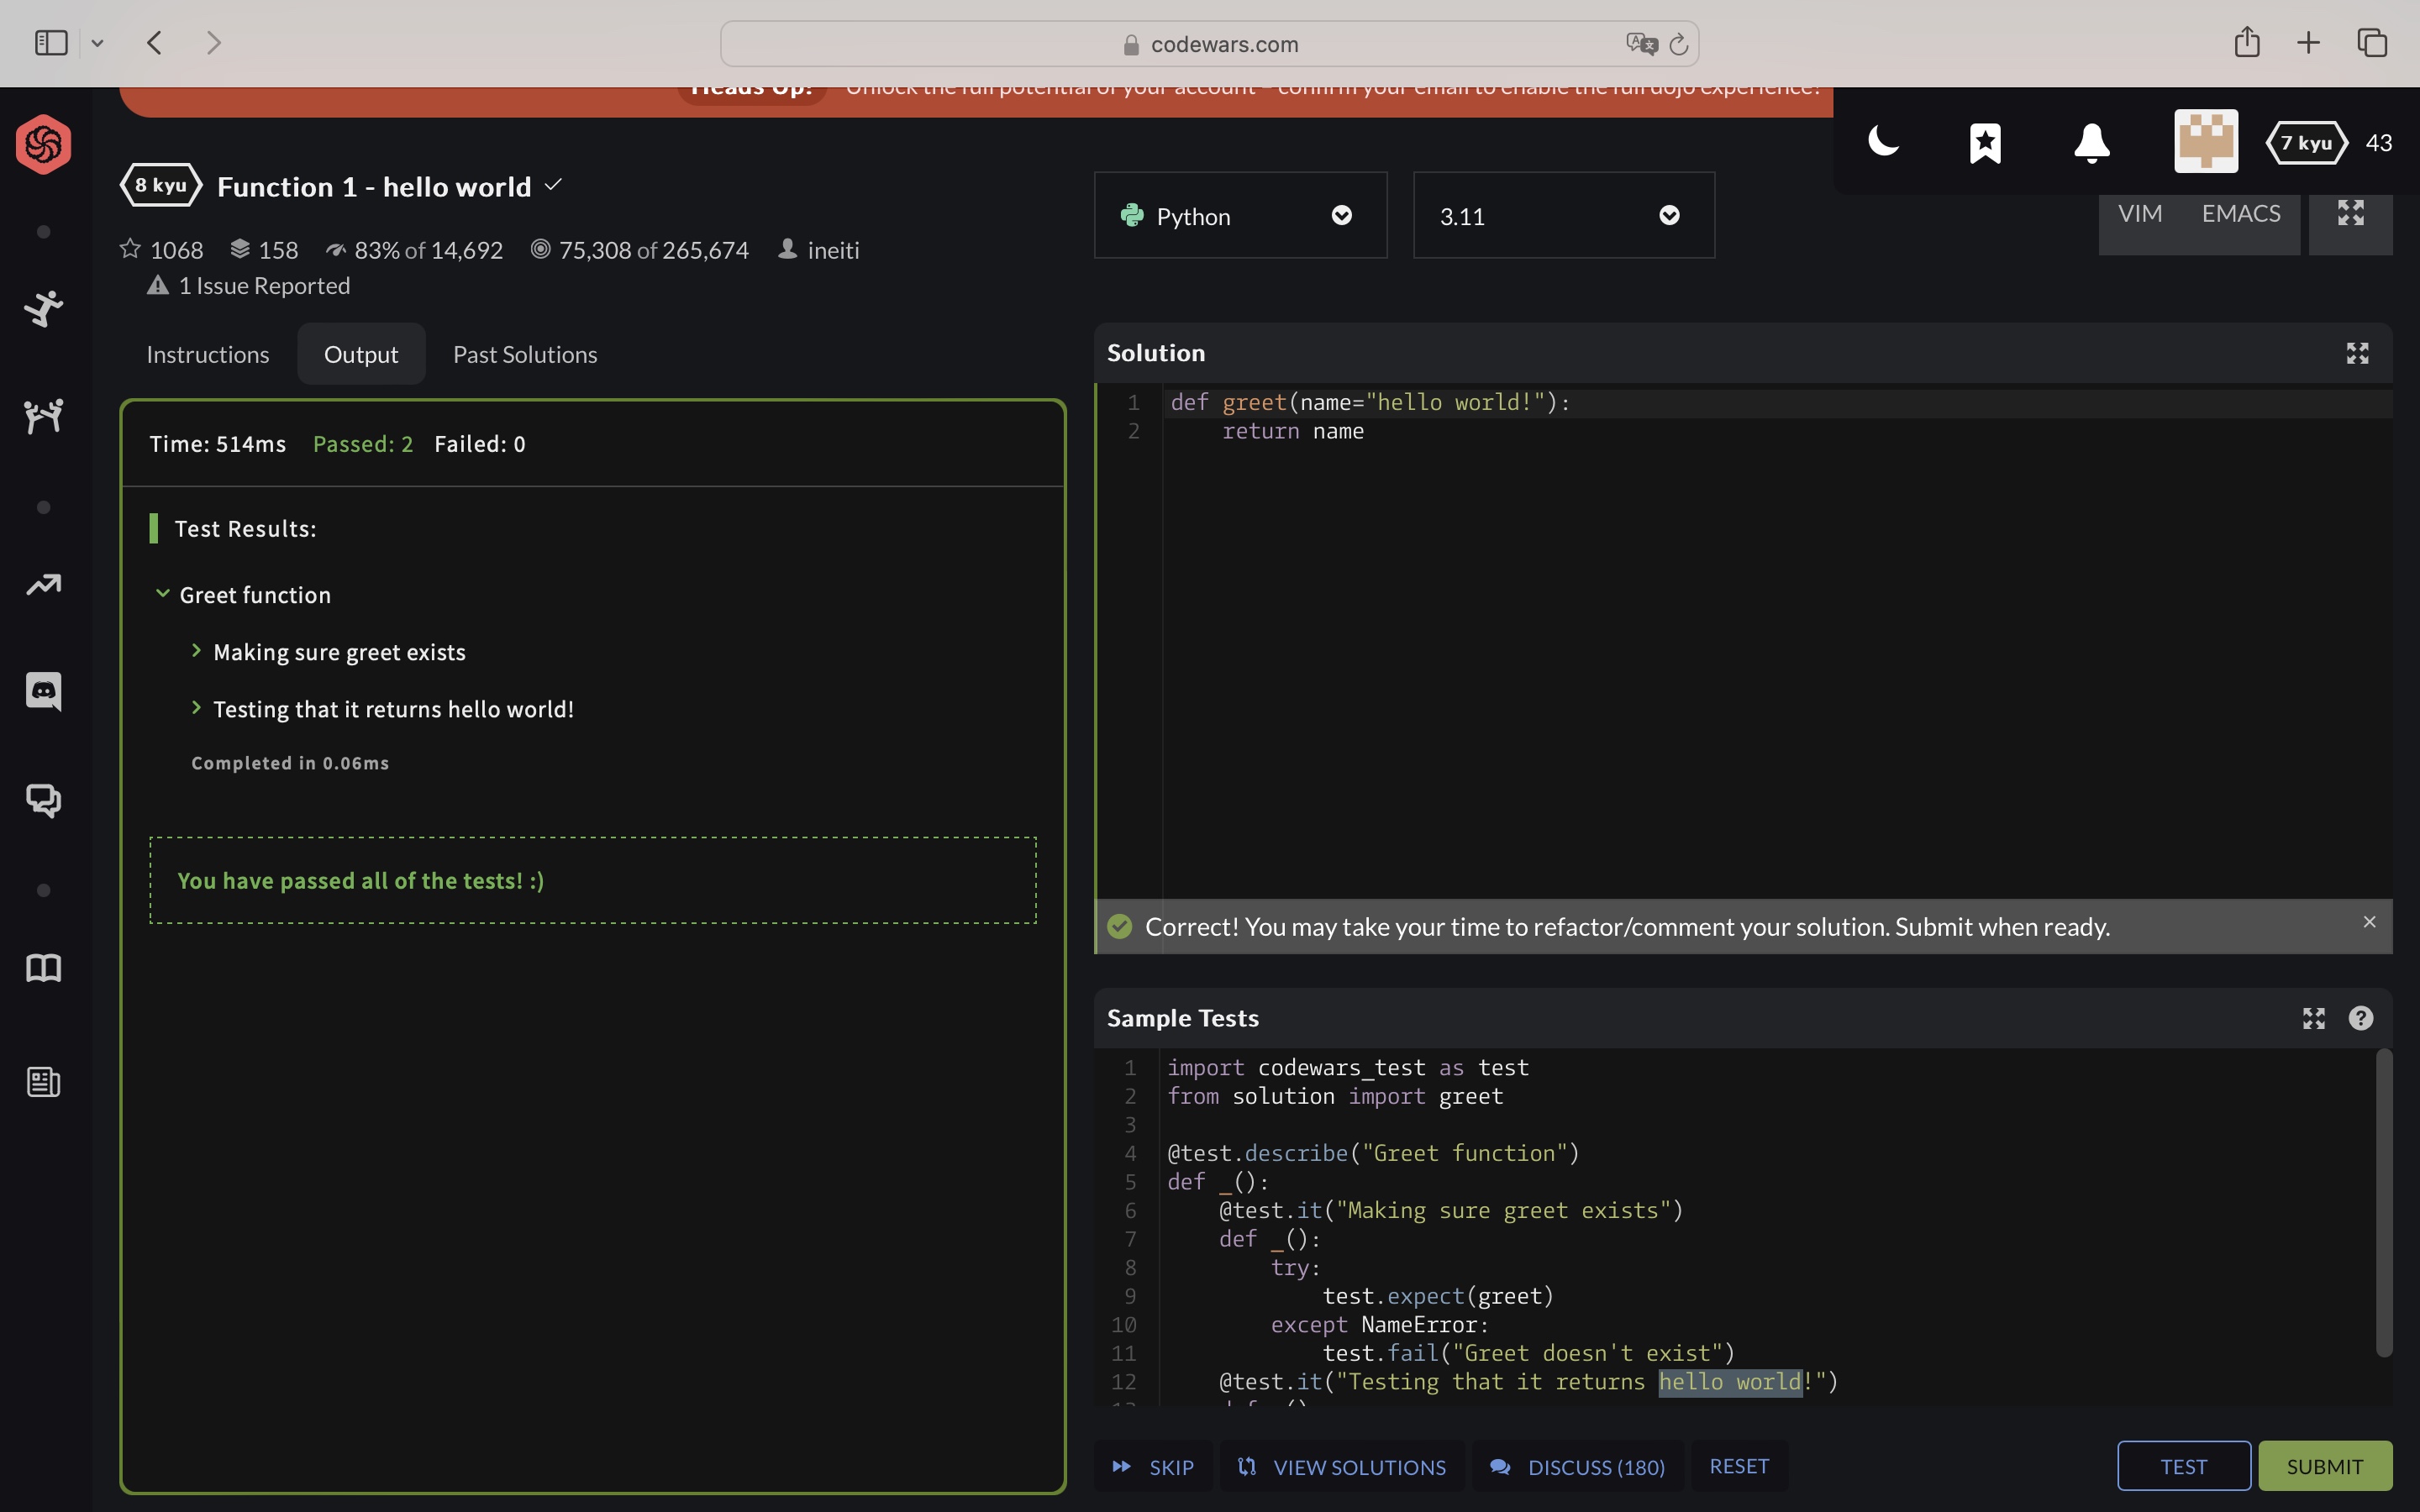 codewars.com
Heads Up! Unlock the full potential of your account – confirm your email to enable the full dojo experience!
7 kyu 43
8 kyu Function 1 - hello world
1068 158 83% of 14,692 75,308 of 265,674 ineiti
1 Issue Reported
Python 3.11 VIM EMACS
Instructions Output Past Solutions
Time: 514ms Passed: 2 Failed: 0
Test Results:
Greet function
Making sure greet exists
Testing that it returns hello world!
Completed in 0.06ms
You have passed all of the tests! :)
Solution
1 def greet(name="hello world!"):
2     return name
Correct! You may take your time to refactor/comment your solution. Submit when ready.
Sample Tests
1 import codewars_test as test
2 from solution import greet
3
4 @test.describe("Greet function")
5 def _():
6     @test.it("Making sure greet exists")
7     def _():
8         try:
9             test.expect(greet)
10         except NameError:
11             test.fail("Greet doesn't exist")
12     @test.it("Testing that it returns hello world!")
13     def _():
SKIP VIEW SOLUTIONS DISCUSS (180) RESET TEST SUBMIT